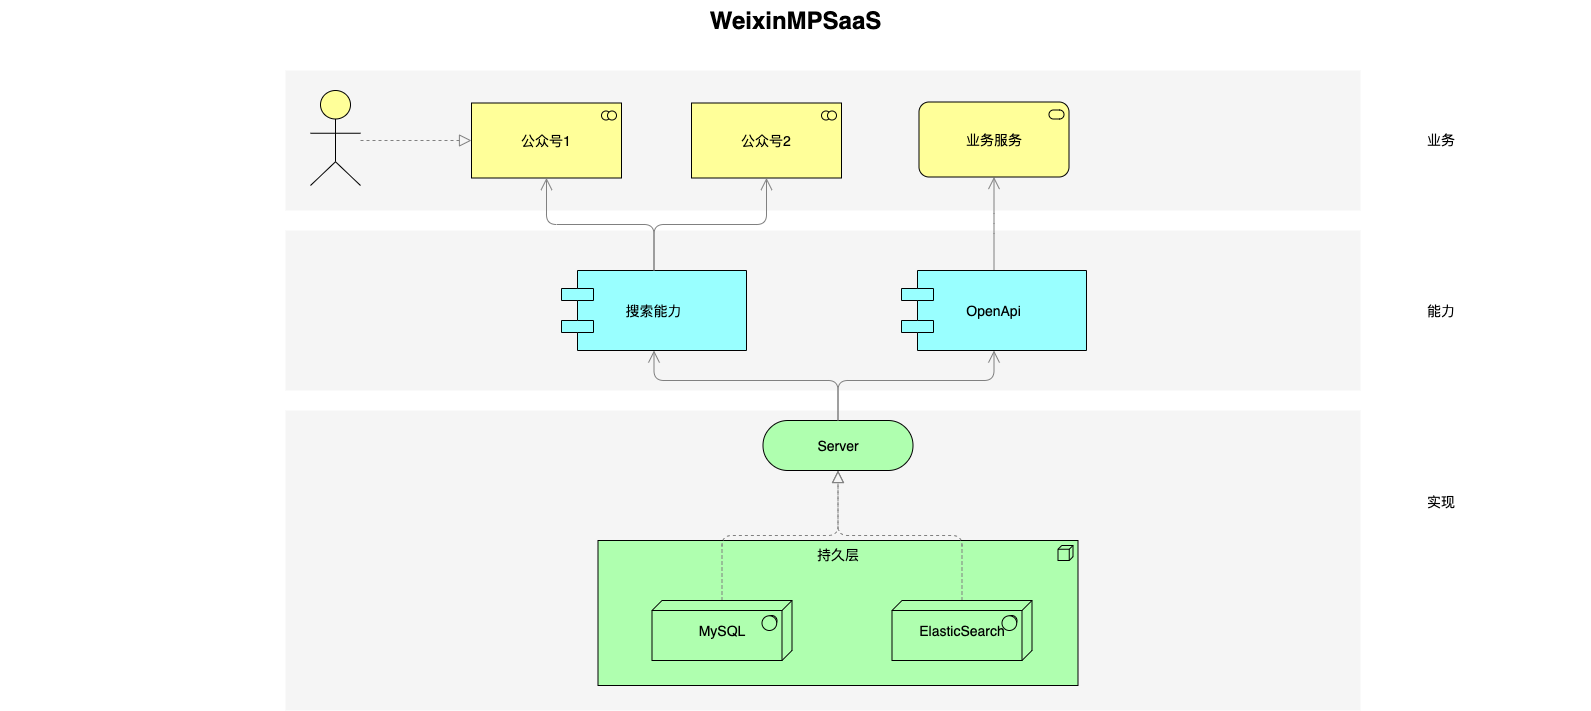 WeixinMPSaaS
公众号1
公众号2
业务服务
业务
搜索能力
OpenApi
能力
Server
实现
持久层
MySQL
ElasticSearch